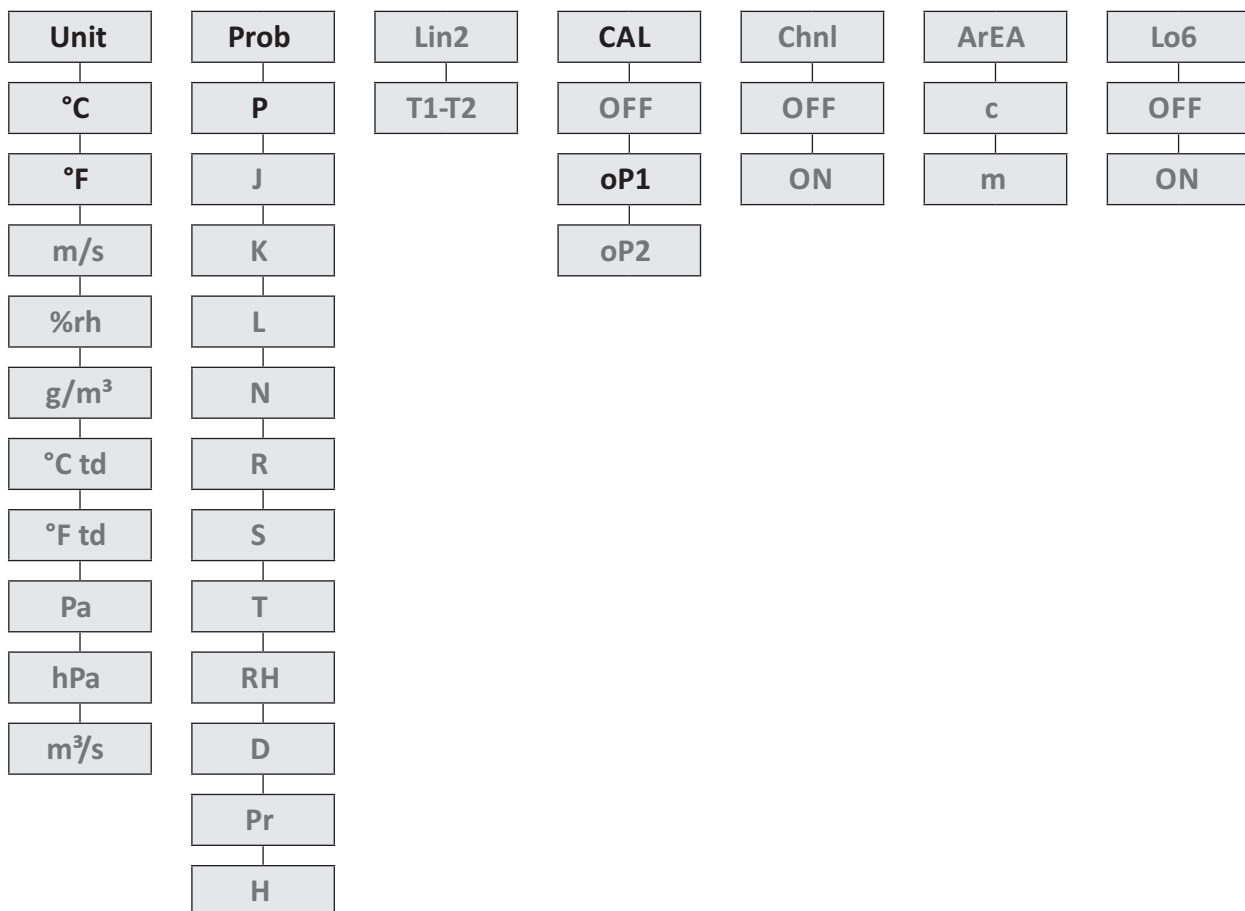 Unit Prob Lin2 CAL Chnl ArEA Lo6
°C P T1-T2 OFF OFF c OFF
°F J oP1 ON m ON
m/s K oP2
%rh L
g/m³ N
°C td R
°F td S
Pa T
hPa RH
m³/s D
Pr
H